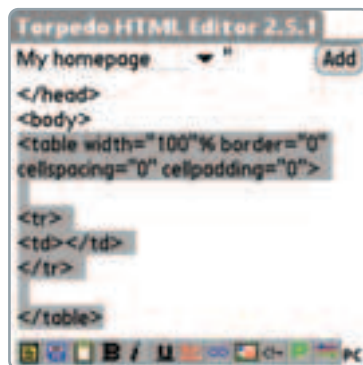 Torpedo HTML Editor 2.5.1
My homepage " Add
</head>
<body>
<table width="100"% border="0"
cellspacing="0" cellpadding="0">
<tr>
<td></td>
</tr>
</table>
B i U P PC